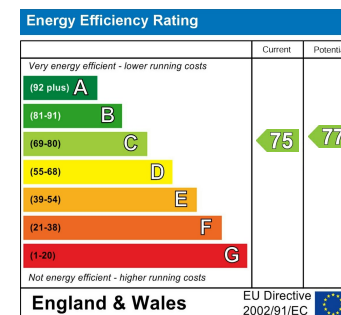 Energy Efficiency Rating
Current Potenti
Very energy efficient - lower running costs
(92 plus) A
(81-91) B
(69-80) C 75 77
(55-68) D
(39-54) E
(21-38) F
(1-20) G
Not energy efficient - higher running costs
England & Wales
EU Directive
2002/91/EC